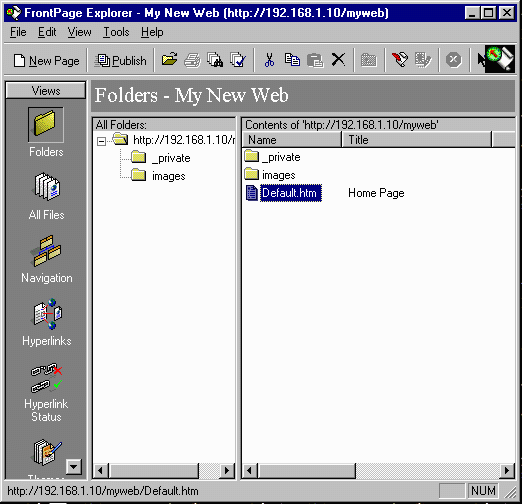 FrontPage Explorer - My New Web (http://192.168.1.10/myweb)
File Edit View Tools Help
New Page Publish
Views
Folders
All Files
Navigation
Hyperlinks
Hyperlink
Status
Folders - My New Web
All Folders:
http://192.168.1.10/
_private
images
Contents of 'http://192.168.1.10/myweb'
Name Title
_private
images
Default.htm Home Page
http://192.168.1.10/myweb/Default.htm
NUM